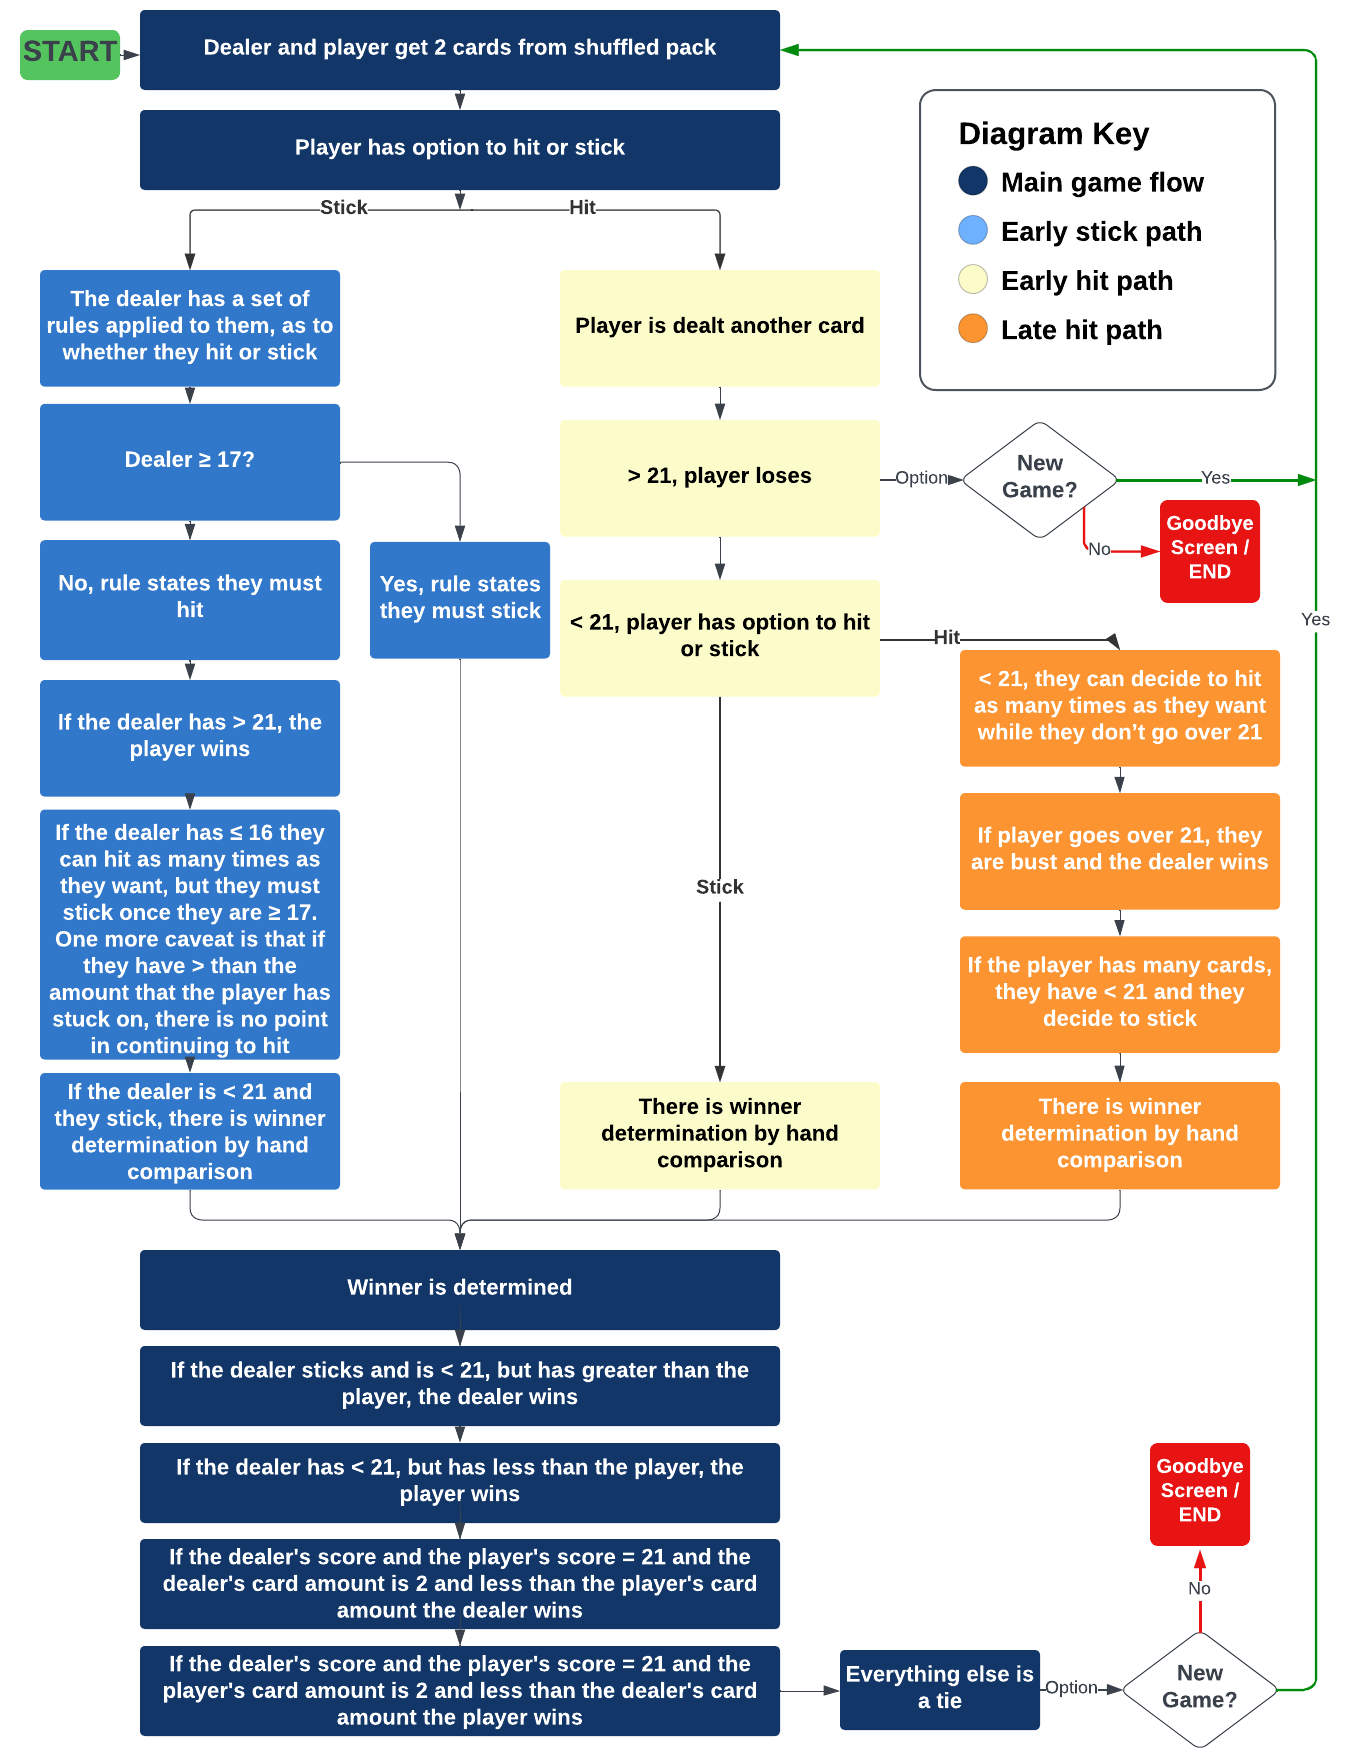 START
Dealer and player get 2 cards from shuffled pack
Player has option to hit or stick
Stick
Hit
Diagram Key
Main game flow
Early stick path
Early hit path
Late hit path
The dealer has a set of
rules applied to them, as to
whether they hit or stick
Player is dealt another card
Dealer ≥ 17?
> 21, player loses
Option
New
Game?
Yes
No
Goodbye
Screen /
END
No, rule states they must
hit
Yes, rule states
they must stick
< 21, player has option to hit
or stick
Hit
Yes
< 21, they can decide to hit
as many times as they want
while they don’t go over 21
If the dealer has > 21, the
player wins
If player goes over 21, they
are bust and the dealer wins
If the dealer has ≤ 16 they
can hit as many times as
they want, but they must
stick once they are ≥ 17.
One more caveat is that if
they have > than the
amount that the player has
stuck on, there is no point
in continuing to hit
Stick
If the player has many cards,
they have < 21 and they
decide to stick
If the dealer is < 21 and
they stick, there is winner
determination by hand
comparison
There is winner
determination by hand
comparison
There is winner
determination by hand
comparison
Winner is determined
If the dealer sticks and is < 21, but has greater than the
player, the dealer wins
If the dealer has < 21, but has less than the player, the
player wins
If the dealer's score and the player's score = 21 and the
dealer's card amount is 2 and less than the player's card
amount the dealer wins
If the dealer's score and the player's score = 21 and the
player's card amount is 2 and less than the dealer's card
amount the player wins
Everything else is
a tie
Option
New
Game?
No
Goodbye
Screen /
END